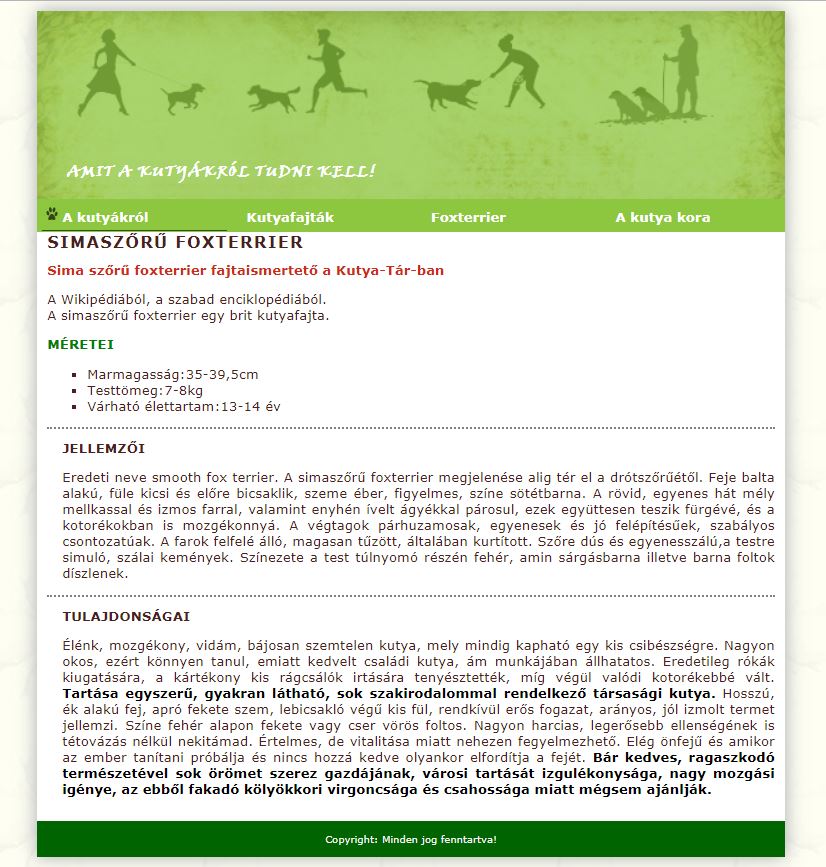 AMIT A KUTYÁKRÓL TUDNI KELL!
A kutyákról Kutyafajták Foxterrier A kutya kora
SIMASZŐRŰ FOXTERRIER
Sima szőrű foxterrier fajtaismertető a Kutya-Tár-ban
A Wikipédiából, a szabad enciklopédiából.
A simaszőrű foxterrier egy brit kutyafajta.
MÉRETEI
Marmagasság:35-39,5cm
Testtömeg:7-8kg
Várható élettartam:13-14 év
JELLEMZŐI
Eredeti neve smooth fox terrier. A simaszőrű foxterrier megjelenése alig tér el a drótszőrűétől. Feje balta
alakú, füle kicsi és előre bicsaklik, szeme éber, figyelmes, színe sötétbarna. A rövid, egyenes hát mély
mellkassal és izmos farral, valamint enyhén ívelt ágyékkal párosul, ezek együttesen teszik fürgévé, és a
kotorékokban is mozgékonnyá. A végtagok párhuzamosak, egyenesek és jó felépítésűek, szabályos
csontozatúak. A farok felfelé álló, magasan tűzött, általában kurtított. Szőre dús és egyenesszálú,a testre
simuló, szálai kemények. Színezete a test túlnyomó részén fehér, amin sárgásbarna illetve barna foltok
díszlenek.
TULAJDONSÁGAI
Élénk, mozgékony, vidám, bájosan szemtelen kutya, mely mindig kapható egy kis csibészségre. Nagyon
okos, ezért könnyen tanul, emiatt kedvelt családi kutya, ám munkájában állhatatos. Eredetileg rókák
kiugatására, a kártékony kis rágcsálók irtására tenyésztették, míg végül valódi kotorékebbé vált.
Tartása egyszerű, gyakran látható, sok szakirodalommal rendelkező társasági kutya. Hosszú,
ék alakú fej, apró fekete szem, lebicsakló végű kis fül, rendkívül erős fogazat, arányos, jól izmolt termet
jellemzi. Színe fehér alapon fekete vagy cser vörös foltos. Nagyon harcias, legerősebb ellenségének is
tétovázás nélkül nekitámad. Értelmes, de vitalitása miatt nehezen fegyelmezhető. Elég önfejű és amikor
az ember tanítani próbálja és nincs hozzá kedve olyankor elfordítja a fejét. Bár kedves, ragaszkodó
természetével sok örömet szerez gazdájának, városi tartását izgulékonysága, nagy mozgási
igénye, az ebből fakadó kölyökkori virgoncsága és csahossága miatt mégsem ajánlják.
Copyright: Minden jog fenntartva!